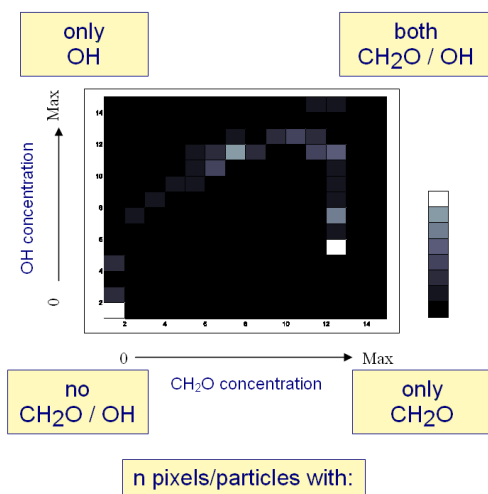 only
OH
both
CH2O / OH
Max
OH concentration
0
14
12
10
8
6
4
2
2
4
6
8
10
12
14
0
Max
CH2O concentration
no
CH2O / OH
only
CH2O
n pixels/particles with: